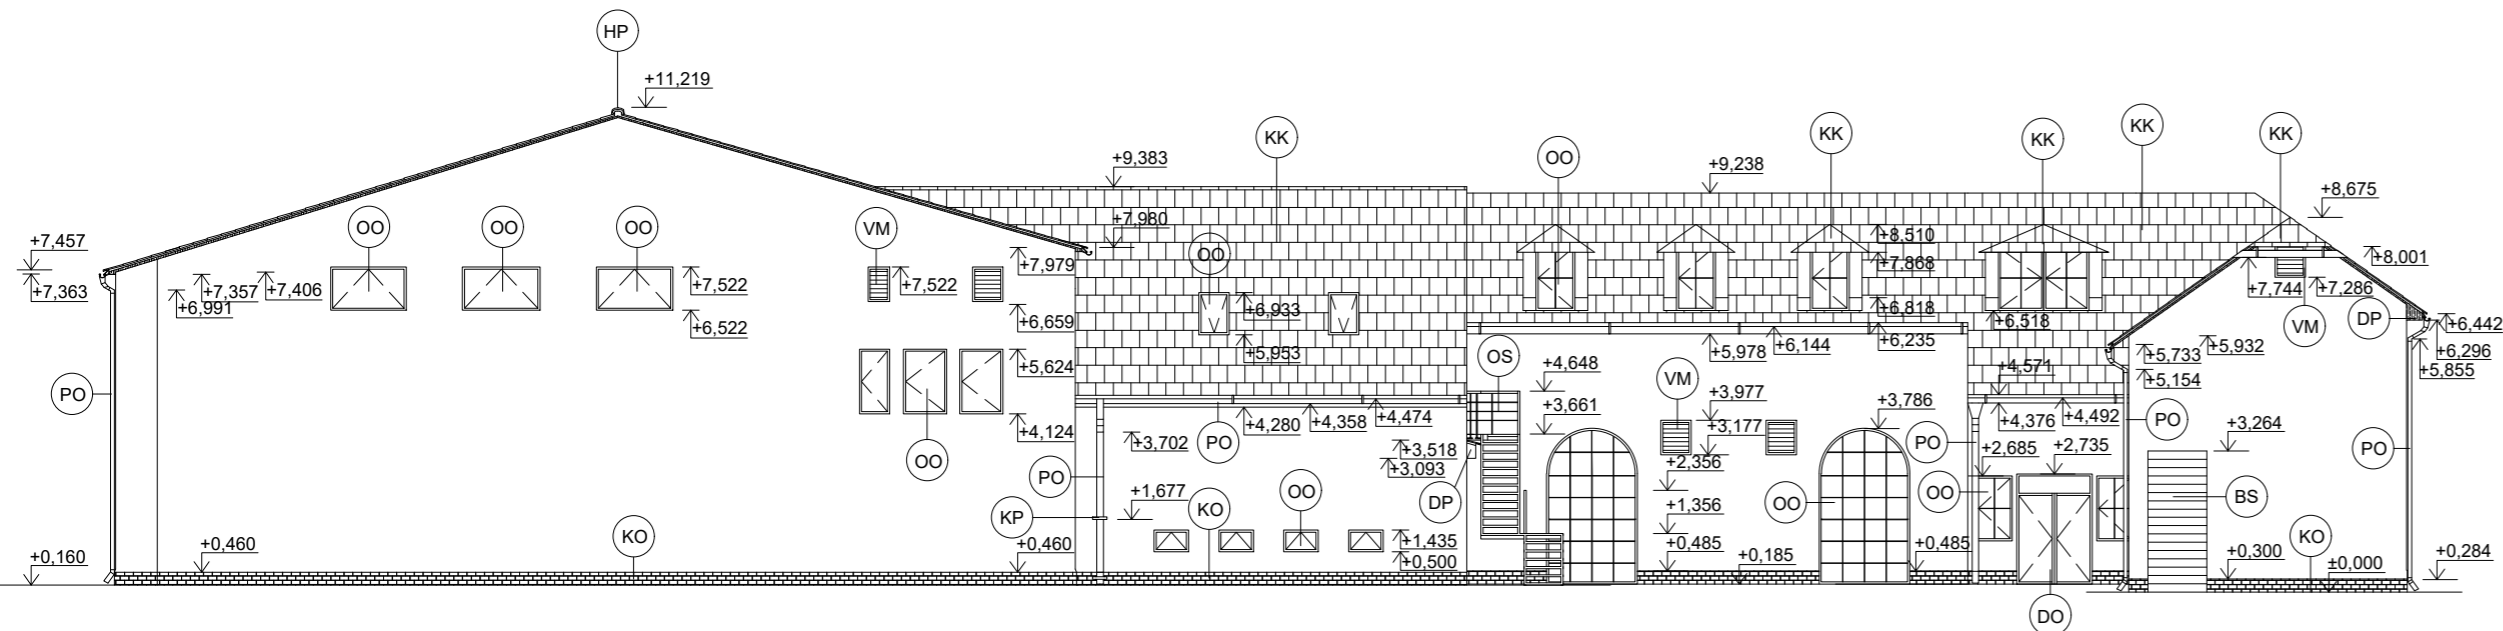 HP
+11,219
KK
KK
KK
KK
KK
OO
+9,383
+9,238
+8,675
OO
OO
OO
VM
+7,980
OO
+8,510
+7,457
+7,363
+7,357
+7,406
+6,991
+7,522
+7,522
+7,979
+7,868
+8,001
+7,744
+7,286
+6,522
+6,659
+6,933
+6,818
+6,518
VM
DP
+6,442
+5,953
+5,978
+6,144
+6,235
+5,733
+5,932
+6,296
+5,855
+5,624
OS
+4,648
VM
+4,571
+5,154
PO
+4,124
+4,280
+4,358
+4,474
+3,661
+3,977
+3,786
+4,376
+4,492
PO
+3,264
OO
+3,702
PO
+3,518
+3,093
+3,177
PO
+2,685
+2,735
PO
PO
+2,356
KP
+1,677
KO
OO
DP
+1,356
OO
OO
BS
KO
+0,160
+0,460
+0,460
+1,435
+0,500
+0,485
+0,185
+0,485
+0,300
KO
±0,000
+0,284
DO